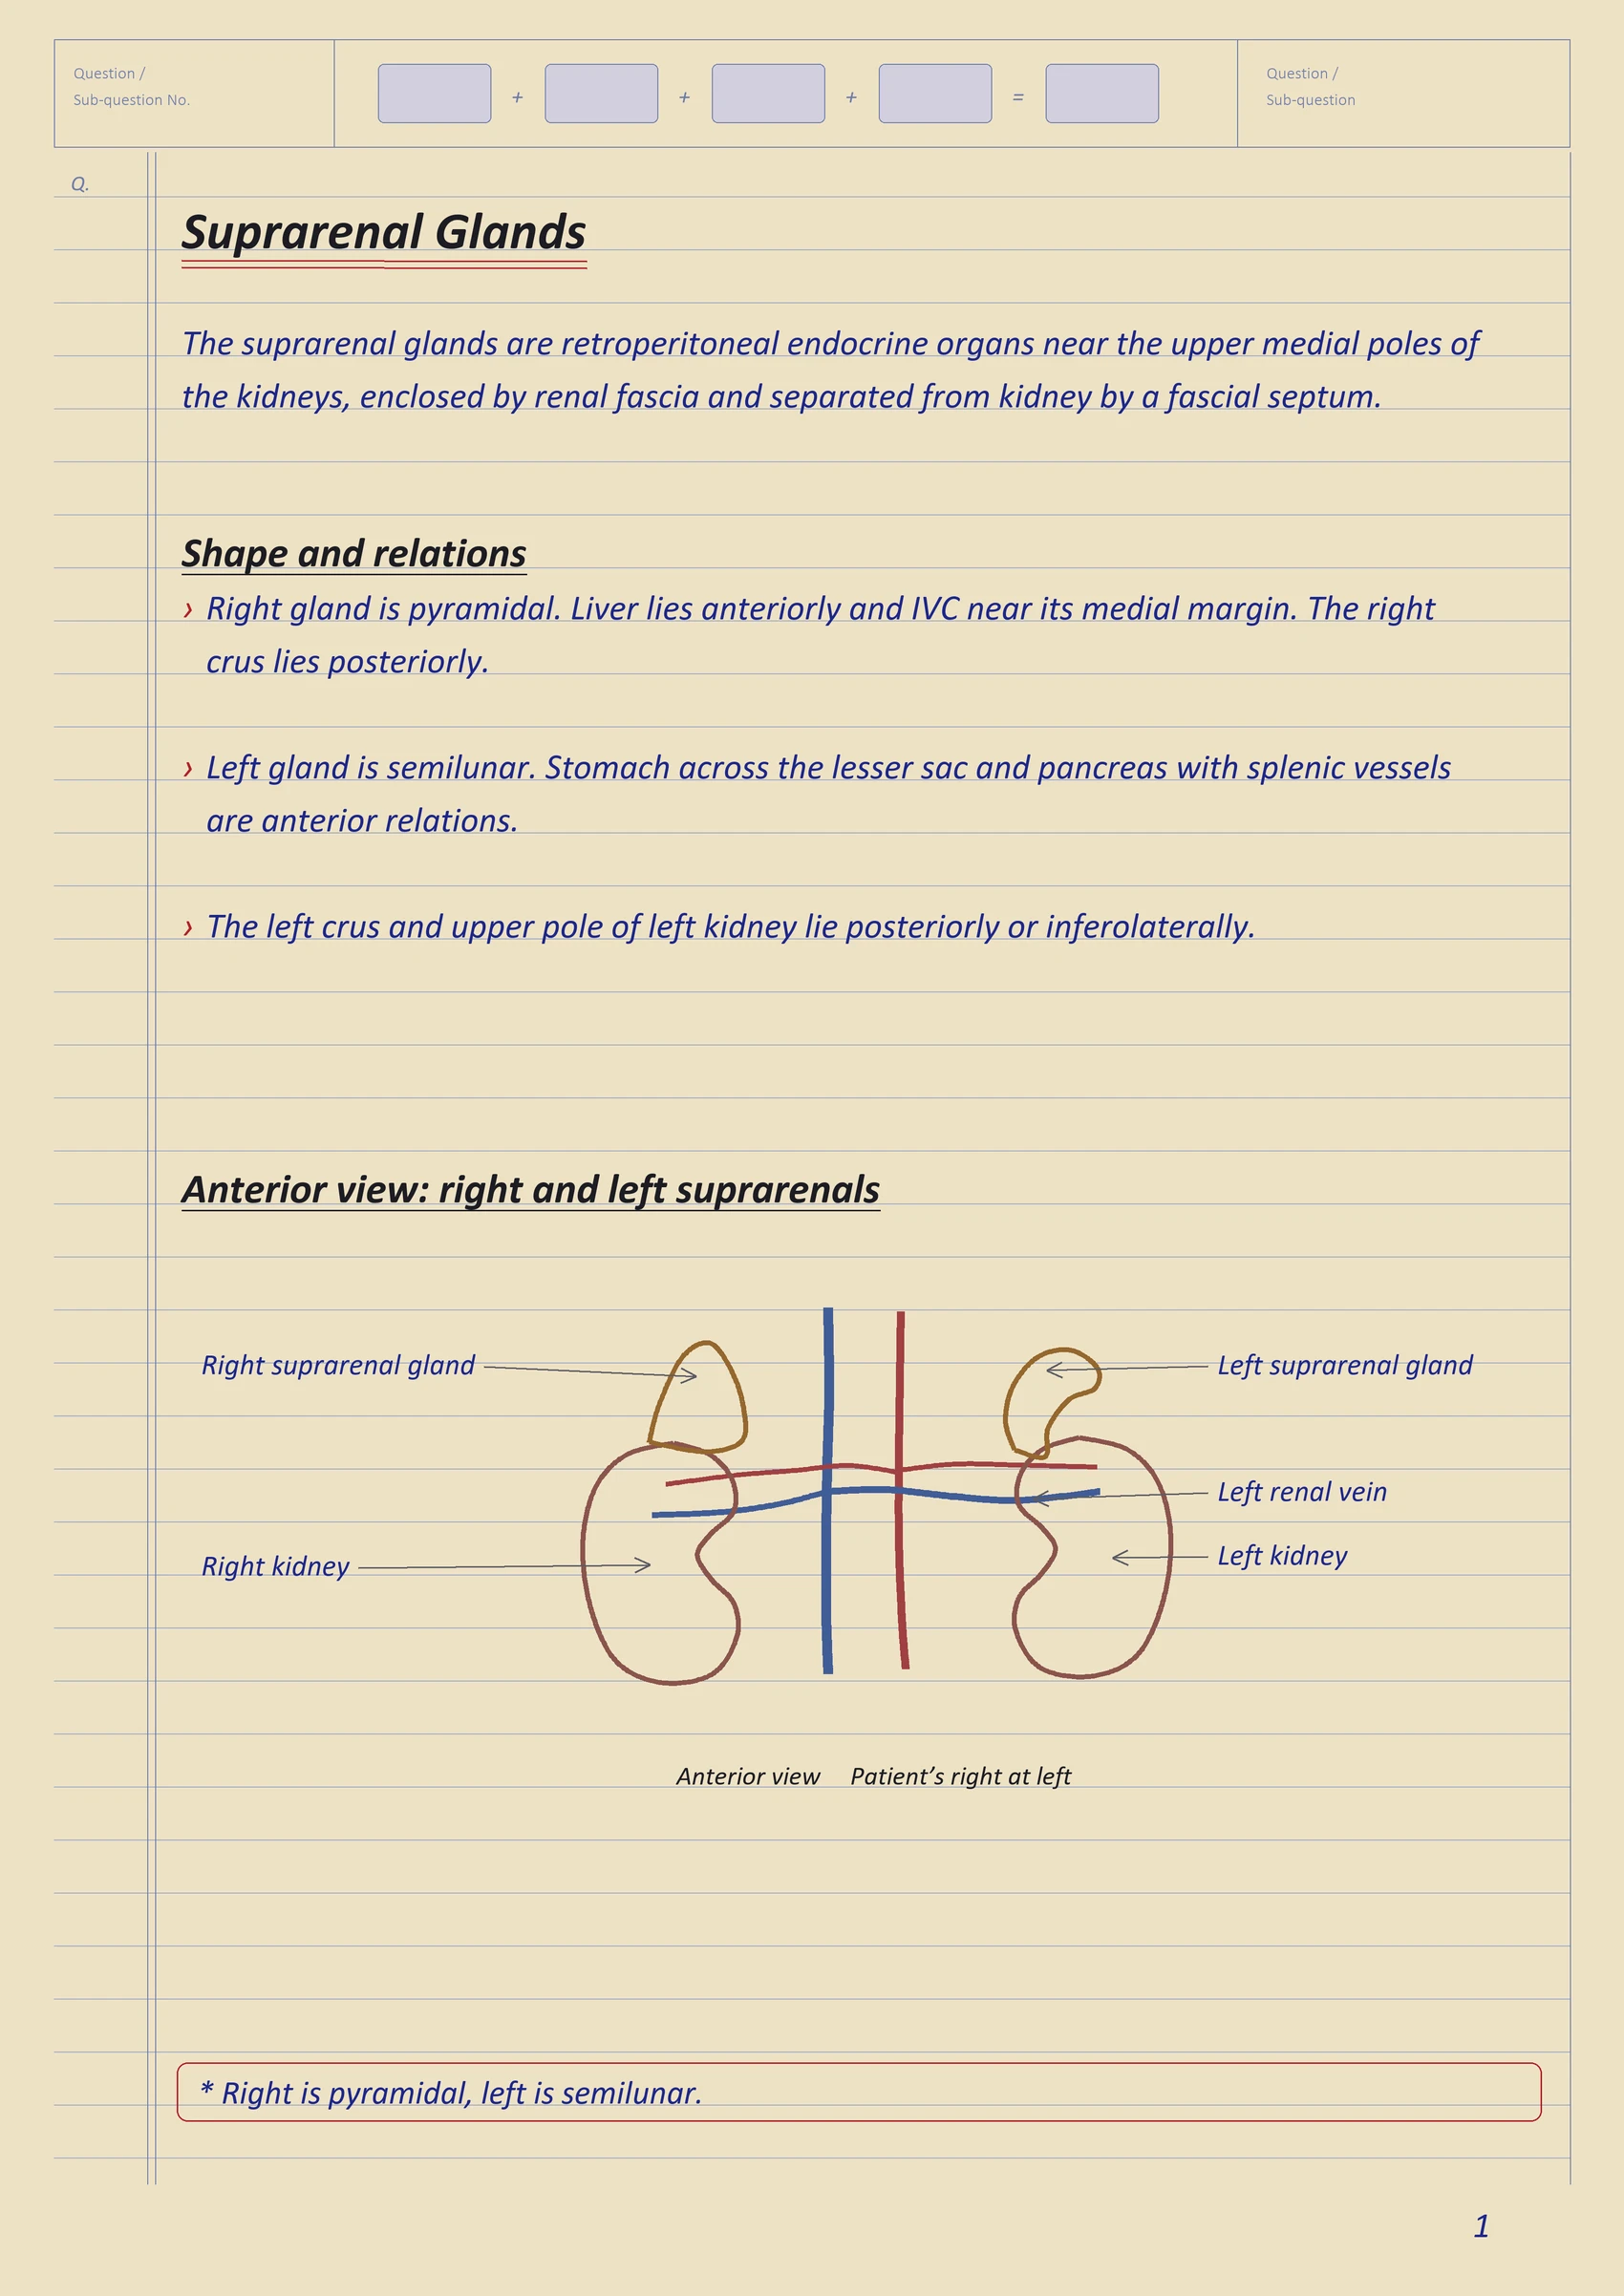 Question /
Sub-question No.
+ + + =
Question /
Sub-question
Q.
Suprarenal Glands
The suprarenal glands are retroperitoneal endocrine organs near the upper medial poles of
the kidneys, enclosed by renal fascia and separated from kidney by a fascial septum.
Shape and relations
› Right gland is pyramidal. Liver lies anteriorly and IVC near its medial margin. The right
crus lies posteriorly.
› Left gland is semilunar. Stomach across the lesser sac and pancreas with splenic vessels
are anterior relations.
› The left crus and upper pole of left kidney lie posteriorly or inferolaterally.
Anterior view: right and left suprarenals
Right suprarenal gland
Left suprarenal gland
Left renal vein
Right kidney
Left kidney
Anterior view Patient’s right at left
* Right is pyramidal, left is semilunar.
1